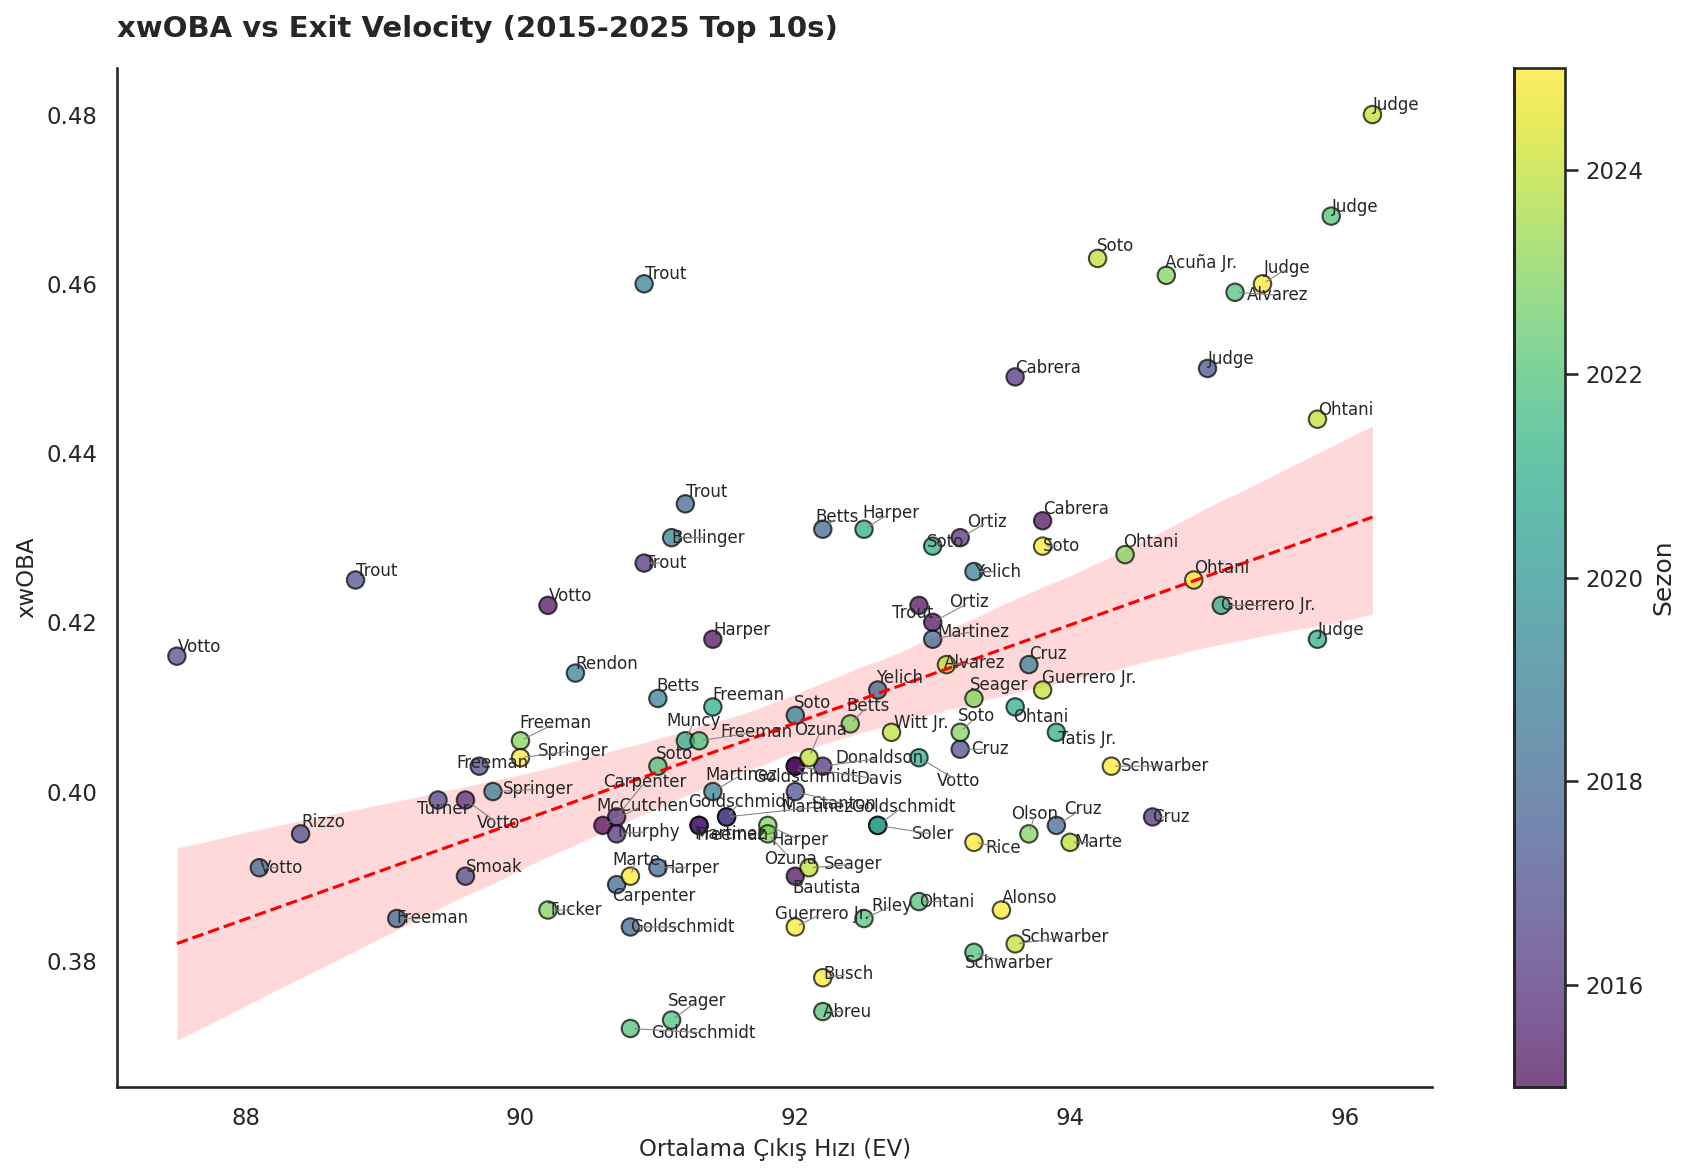 xwOBA vs Exit Velocity (2015-2025 Top 10s)
Judge
0.48
2024
Judge
Soto
Acuña Jr.
Judge
Trout
0.46
Alvarez
Judge
Cabrera
2022
Ohtani
0.44
Trout
Betts
Harper
Cabrera
Ortiz
Bellinger
Soto
Soto
Ohtani
Trout
Yelich
Trout
Ohtani
xwOBA
Sezon
2020
Votto
Ortiz
Guerrero Jr.
Trout
0.42
Harper
Martinez
Judge
Votto
Rendon
Alvarez
Cruz
Betts
Yelich
Seager
Guerrero Jr.
Freeman
Soto
Betts
Soto
Ohtani
Freeman
Muncy
Freeman
Ozuna
Witt Jr.
Tatis Jr.
Springer
Soto
Donaldson
Cruz
Freeman
Schwarber
2018
Carpenter
Martinez
Goldschmidt
Davis
Votto
0.40
Springer
Turner
McCutchen
Goldschmidt
Stanton
Martinez
Goldschmidt
Olson
Cruz
Cruz
Rizzo
Votto
Murphy
Martinez
Freeman
Harper
Soler
Rice
Marte
Votto
Smoak
Marte
Harper
Ozuna
Seager
Carpenter
Bautista
Alonso
Freeman
Tucker
Goldschmidt
Guerrero Jr.
Riley
Ohtani
Schwarber
0.38
Schwarber
2016
Busch
Seager
Abreu
Goldschmidt
88
90
92
94
96
Ortalama Çıkış Hızı (EV)